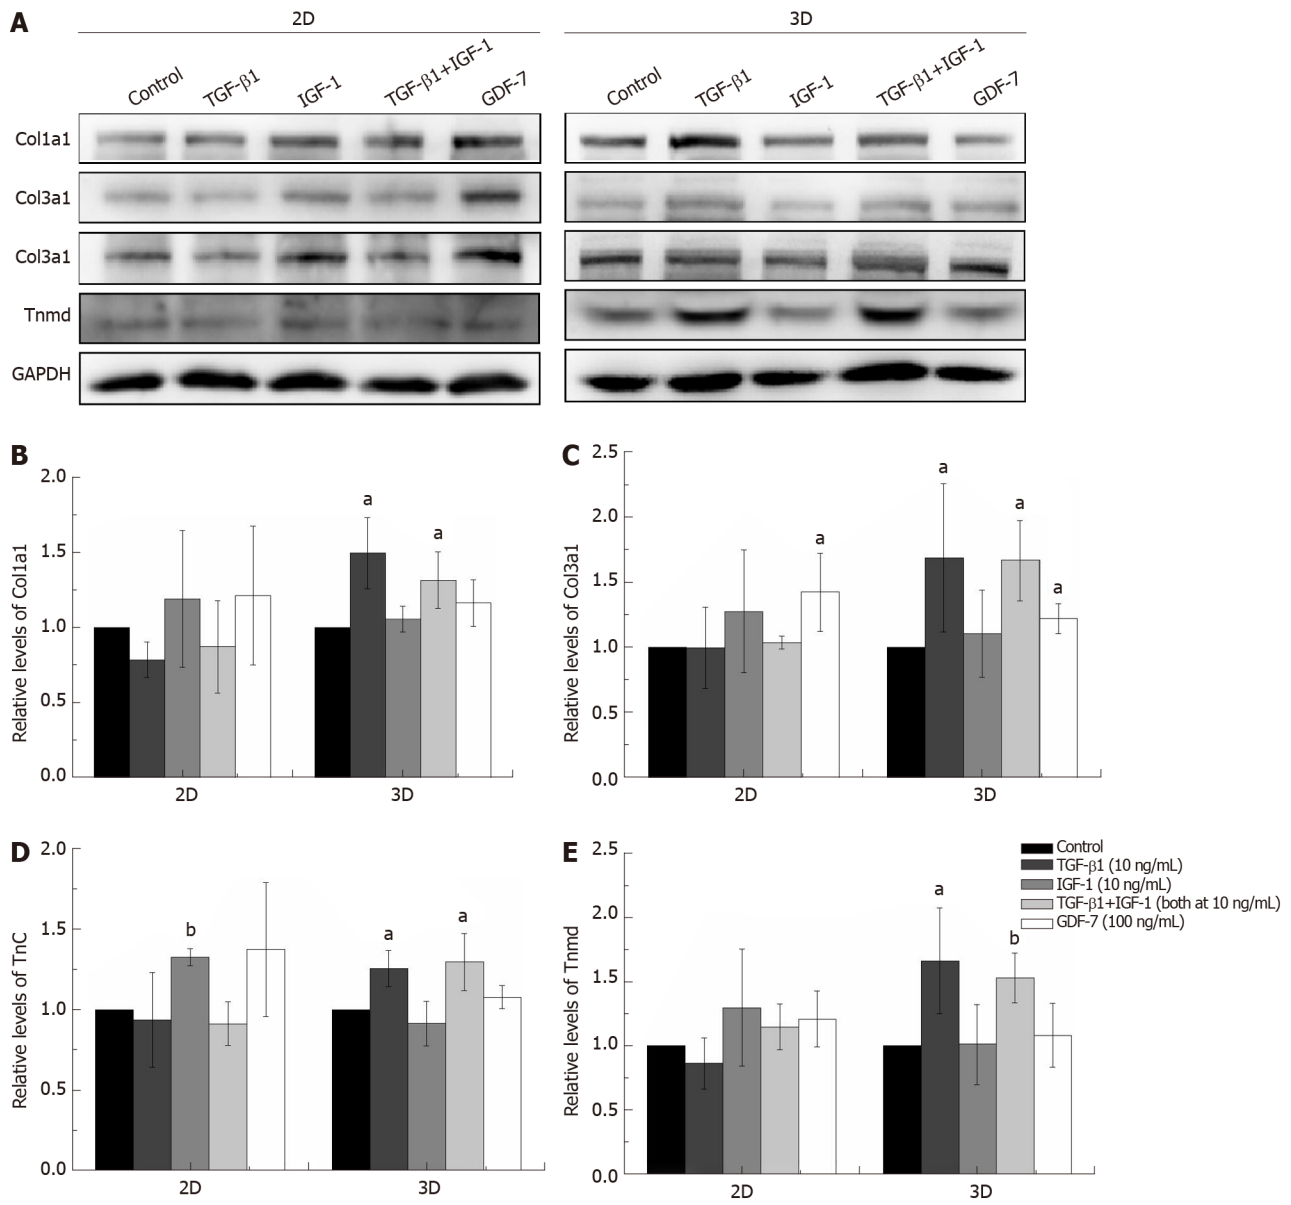 A
2D
3D
Control
TGF-β1
IGF-1
TGF-β1+IGF-1
GDF-7
Control
TGF-β1
IGF-1
TGF-β1+IGF-1
GDF-7
Col1a1
Col3a1
Col3a1
Tnmd
GAPDH
B
Relative levels of Col1a1
2.0
1.5
1.0
0.5
0.0
a
a
2D
3D
C
Relative levels of Col3a1
2.5
2.0
1.5
1.0
0.5
0.0
a
a
a
a
2D
3D
D
Relative levels of TnC
2.0
1.5
1.0
0.5
0.0
b
a
a
2D
3D
E
Relative levels of Tnmd
2.5
2.0
1.5
1.0
0.5
0.0
a
b
2D
3D
Control
TGF-β1 (10 ng/mL)
IGF-1 (10 ng/mL)
TGF-β1+IGF-1 (both at 10 ng/mL)
GDF-7 (100 ng/mL)